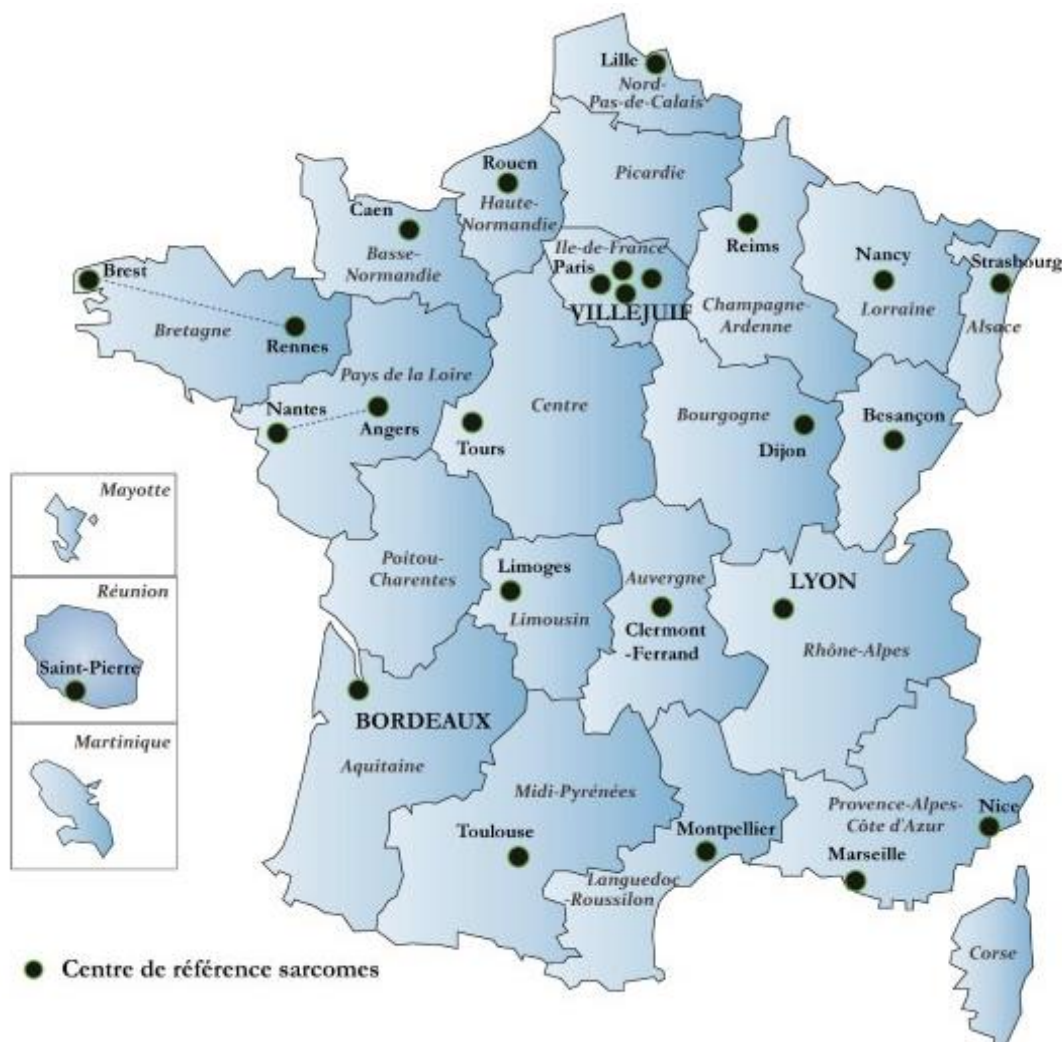 Lille
Nord-
Pas-de-Calais
Rouen
Haute-
Normandie
Picardie
Caen
Basse-
Normandie
Ile-de-France
Paris
VILLEJUIF
Reims
Champagne-
Ardenne
Nancy
Lorraine
Strasbourg
Alsace
Brest
Bretagne
Rennes
Pays de la Loire
Nantes
Angers
Tours
Centre
Bourgogne
Dijon
Besançon
Mayotte
Réunion
Saint-Pierre
Martinique
Poitou-
Charentes
Limoges
Limousin
Auvergne
Clermont
-Ferrand
LYON
Rhône-Alpes
BORDEAUX
Aquitaine
Midi-Pyrénées
Toulouse
Montpellier
Languedoc
-Roussilon
Provence-Alpes-
Côte d'Azur
Nice
Marseille
Corse
Centre de référence sarcomes